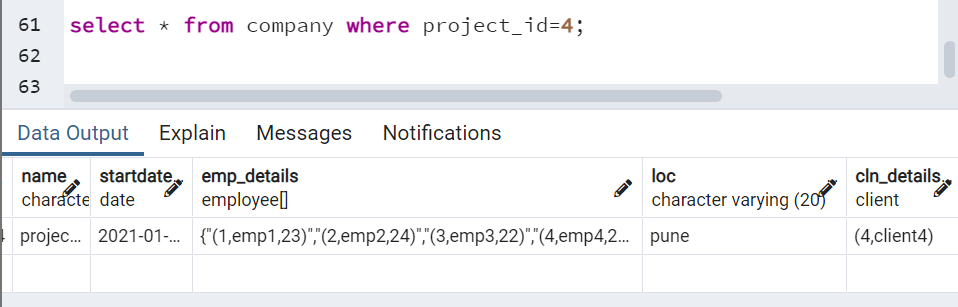 61 select * from company where project_id=4;
62
63
Data Output Explain Messages Notifications
name startdate emp_details loc cln_details
characte date employee[] character varying (20) client
4 projec... 2021-01-... {"(1,emp1,23)","(2,emp2,24)","(3,emp3,22)","(4,emp4,2... pune (4,client4)